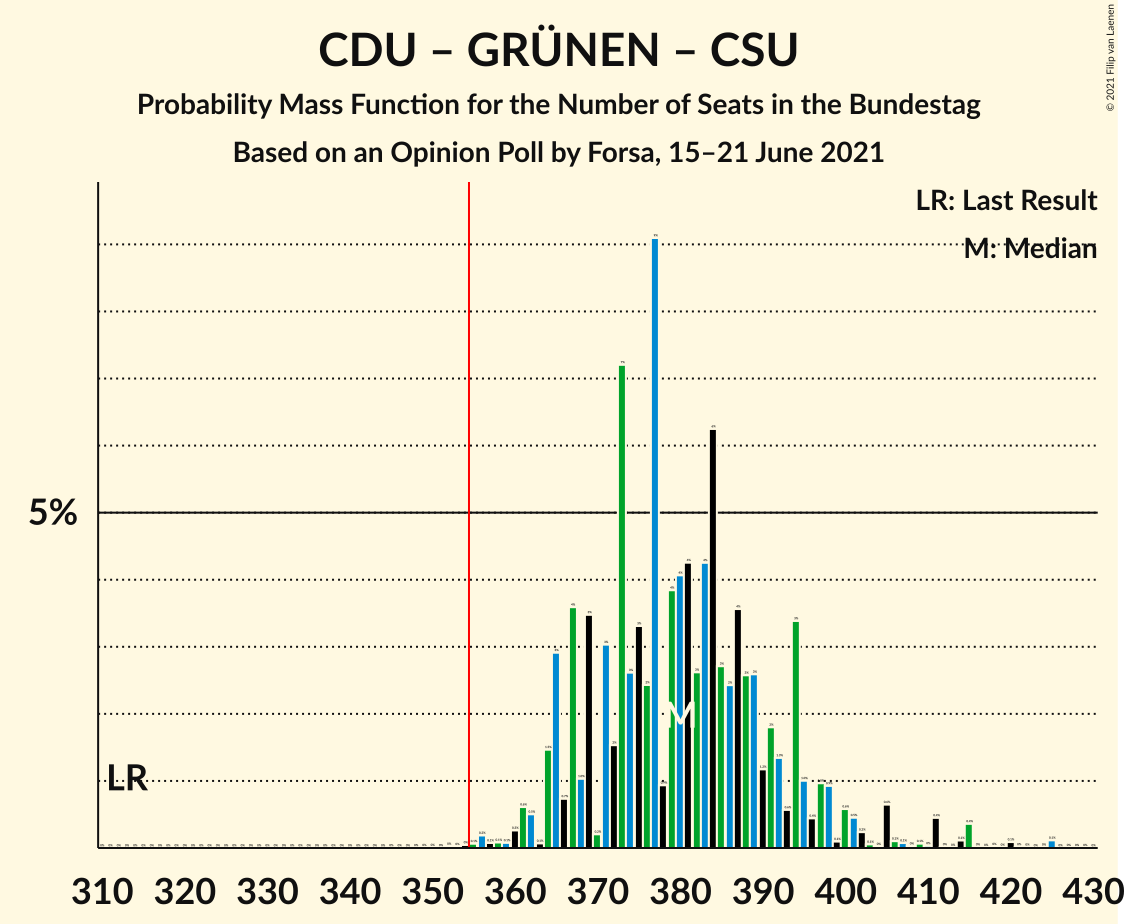 CDU – GRÜNEN – CSU
Probability Mass Function for the Number of Seats in the Bundestag
Based on an Opinion Poll by Forsa, 15–21 June 2021
© 2021 Filip van Laenen
LR: Last Result
M: Median
5%
M
LR
310 320 330 340 350 360 370 380 390 400 410 420 430